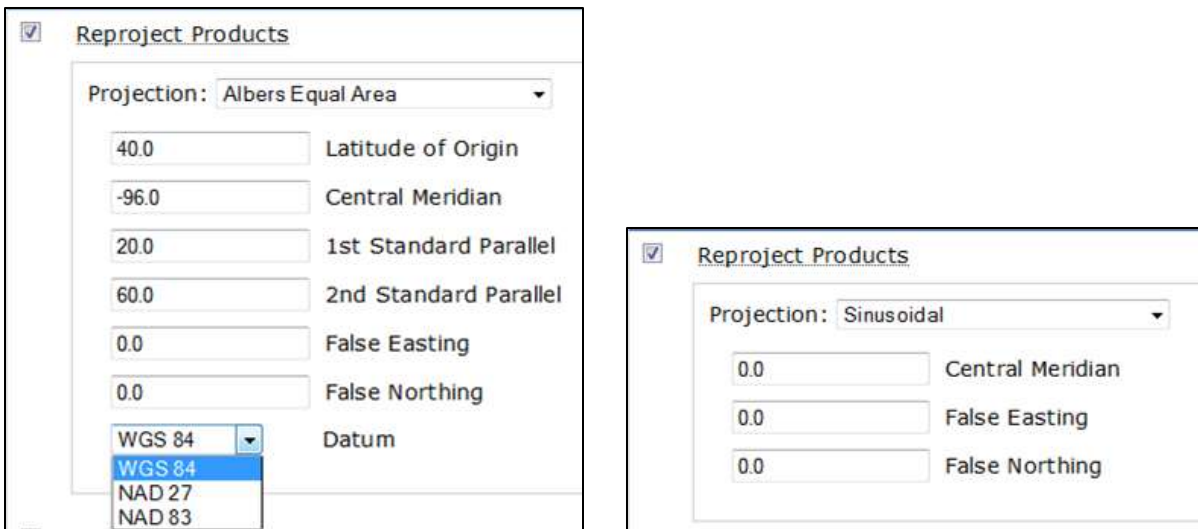 Reproject Products
Projection: Albers Equal Area
40.0 Latitude of Origin
-96.0 Central Meridian
20.0 1st Standard Parallel
60.0 2nd Standard Parallel
0.0 False Easting
0.0 False Northing
WGS 84 Datum
WGS 84
NAD 27
NAD 83
Reproject Products
Projection: Sinusoidal
0.0 Central Meridian
0.0 False Easting
0.0 False Northing